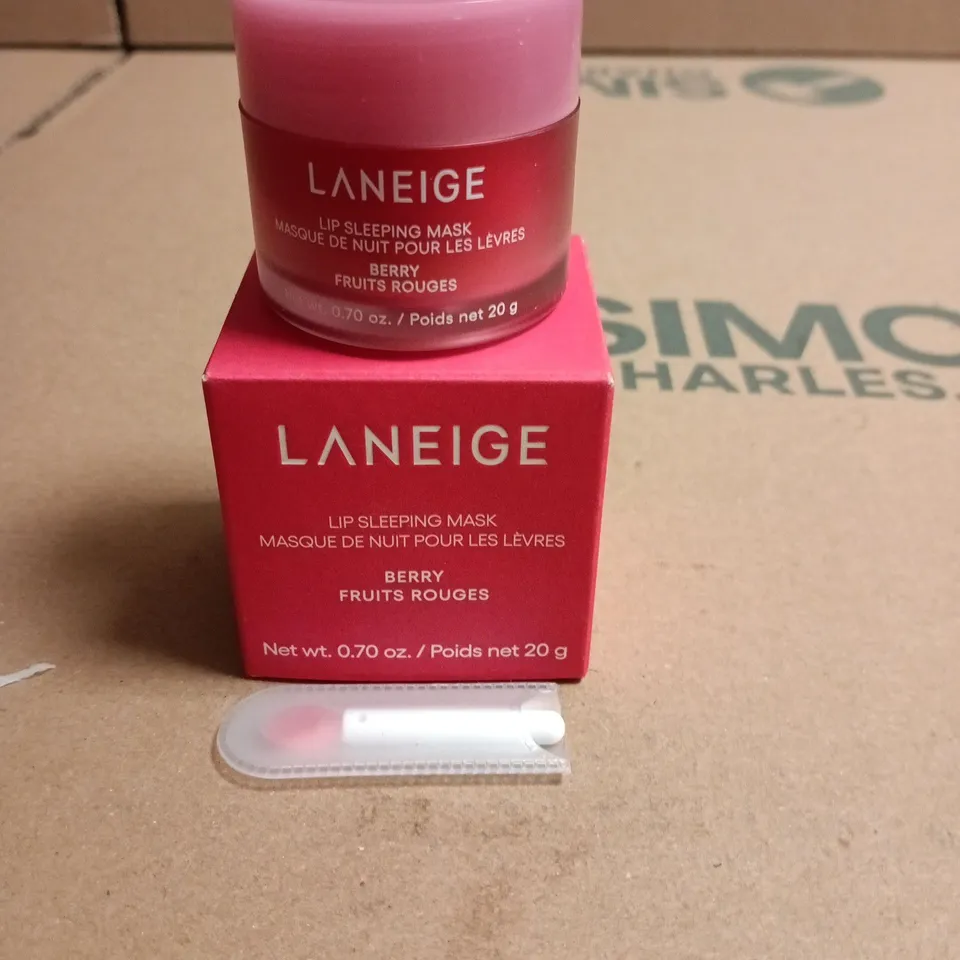 LANEIGE
LIP SLEEPING MASK
MASQUE DE NUIT POUR LES LÈVRES
BERRY
FRUITS ROUGES
Net wt. 0.70 oz. / Poids net 20 g
LANEIGE
LIP SLEEPING MASK
MASQUE DE NUIT POUR LES LÈVRES
BERRY
FRUITS ROUGES
Net wt. 0.70 oz. / Poids net 20 g
SIMO
HARLES.